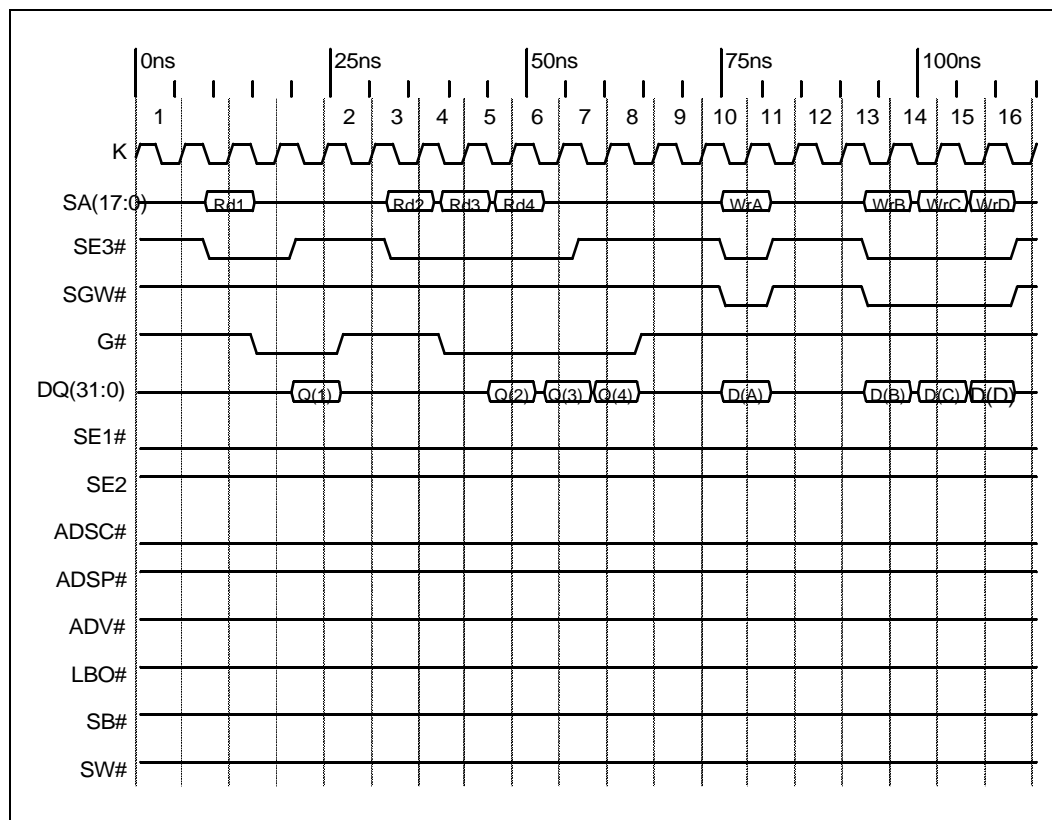 0ns 25ns 50ns 75ns 100ns
1 2 3 4 5 6 7 8 9 10 11 12 13 14 15 16
K
SA(17:0) Rd1 Rd2 Rd3 Rd4 WrA WrB WrC WrD
SE3#
SGW#
G#
DQ(31:0) Q(1) Q(2) Q(3) Q(4) D(A) D(B) D(C) D(D)
SE1#
SE2
ADSC#
ADSP#
ADV#
LBO#
SB#
SW#